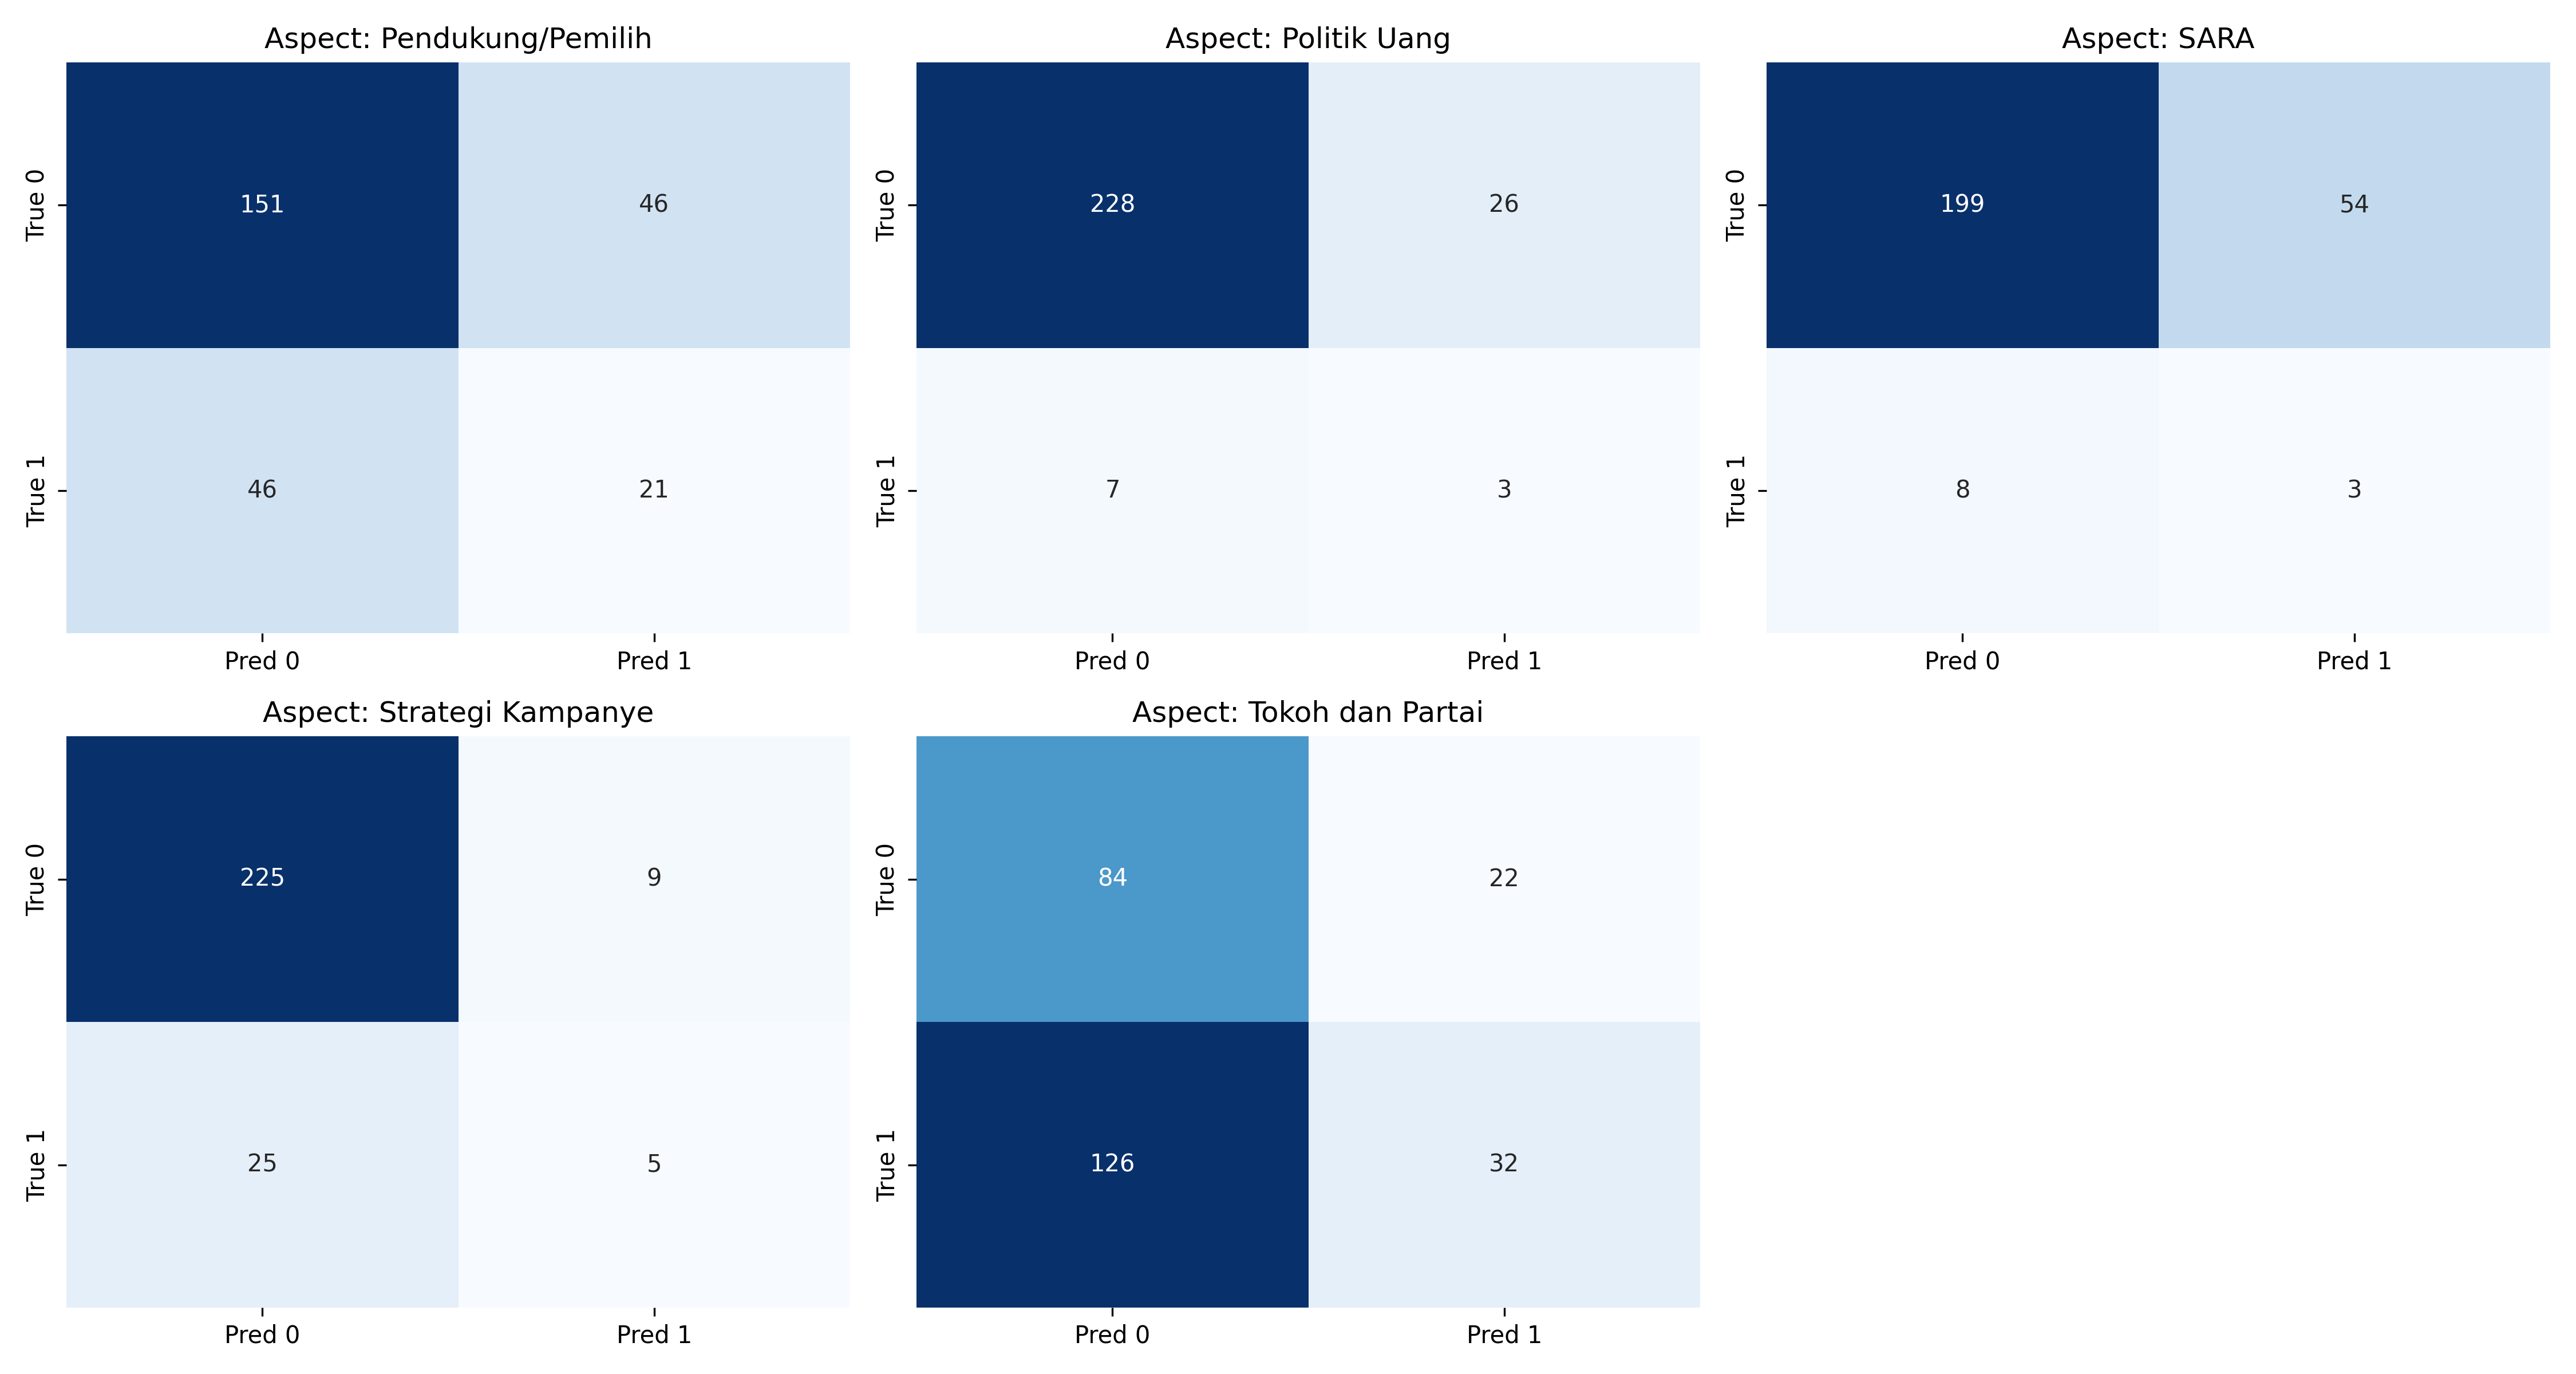 Aspect: Pendukung/Pemilih
True 0
151
46
True 1
46
21
Pred 0
Pred 1
Aspect: Politik Uang
True 0
228
26
True 1
7
3
Pred 0
Pred 1
Aspect: SARA
True 0
199
54
True 1
8
3
Pred 0
Pred 1
Aspect: Strategi Kampanye
True 0
225
9
True 1
25
5
Pred 0
Pred 1
Aspect: Tokoh dan Partai
True 0
84
22
True 1
126
32
Pred 0
Pred 1